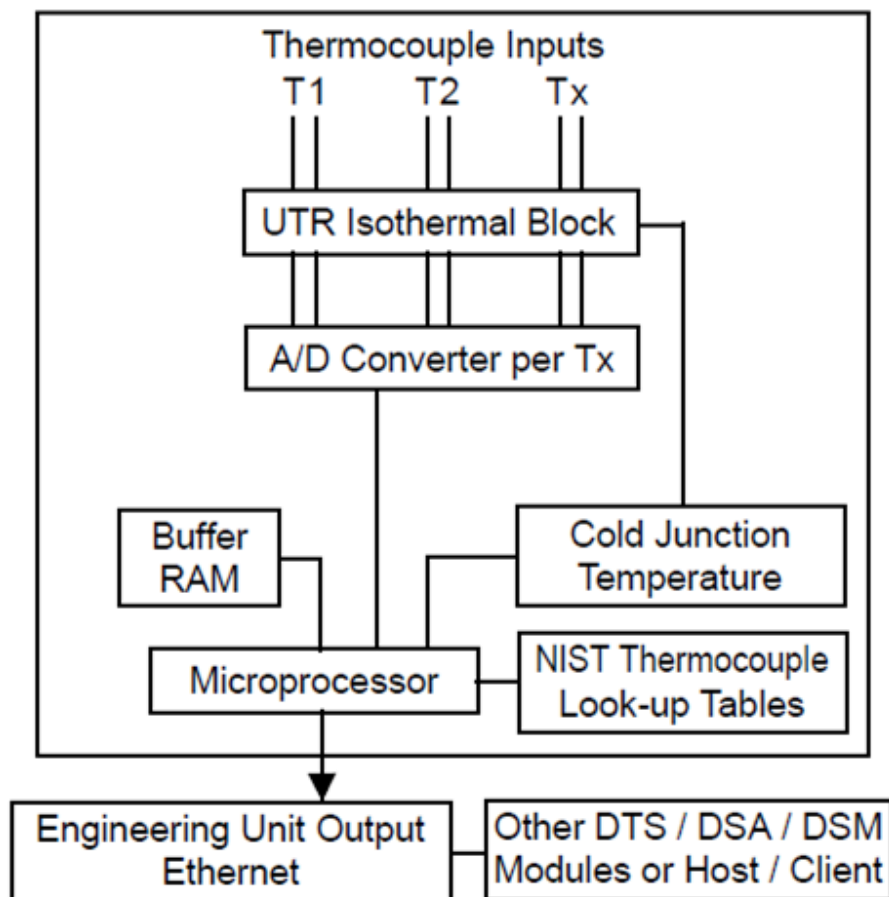 Thermocouple Inputs
T1 T2 Tx
UTR Isothermal Block
A/D Converter per Tx
Buffer
RAM
Cold Junction
Temperature
Microprocessor
NIST Thermocouple
Look-up Tables
Engineering Unit Output
Ethernet
Other DTS / DSA / DSM
Modules or Host / Client